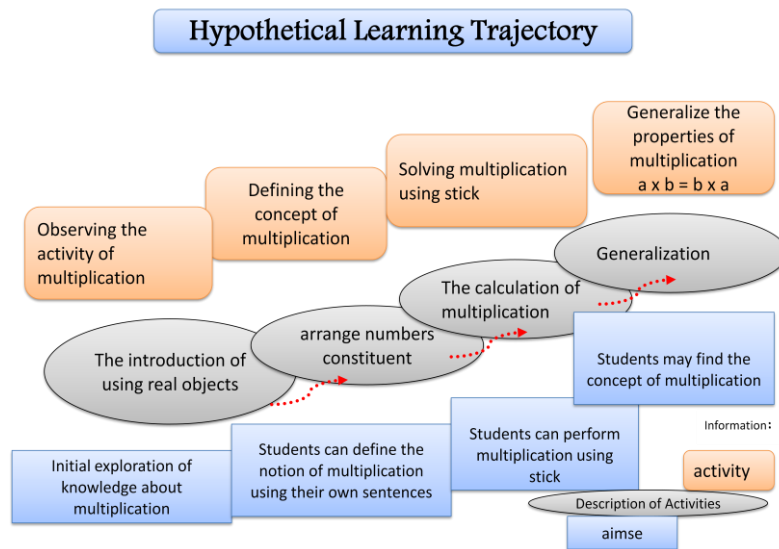 Hypothetical Learning Trajectory
Generalize the
properties of
multiplication
a x b = b x a
Solving multiplication
using stick
Defining the
concept of
multiplication
Observing the
activity of
multiplication
Generalization
The calculation of
multiplication
arrange numbers
constituent
The introduction of
using real objects
Students may find the
concept of multiplication
Students can perform
multiplication using
stick
Students can define the
notion of multiplication
using their own sentences
Initial exploration of
knowledge about
multiplication
Information:
activity
Description of Activities
aimse